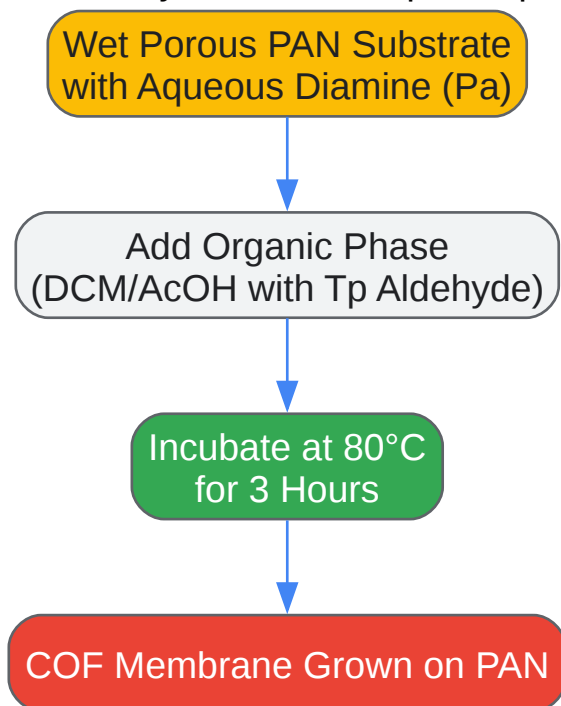 Wet Porous PAN Substrate
with Aqueous Diamine (Pa)
Add Organic Phase
(DCM/AcOH with Tp Aldehyde)
Incubate at 80°C
for 3 Hours
COF Membrane Grown on PAN